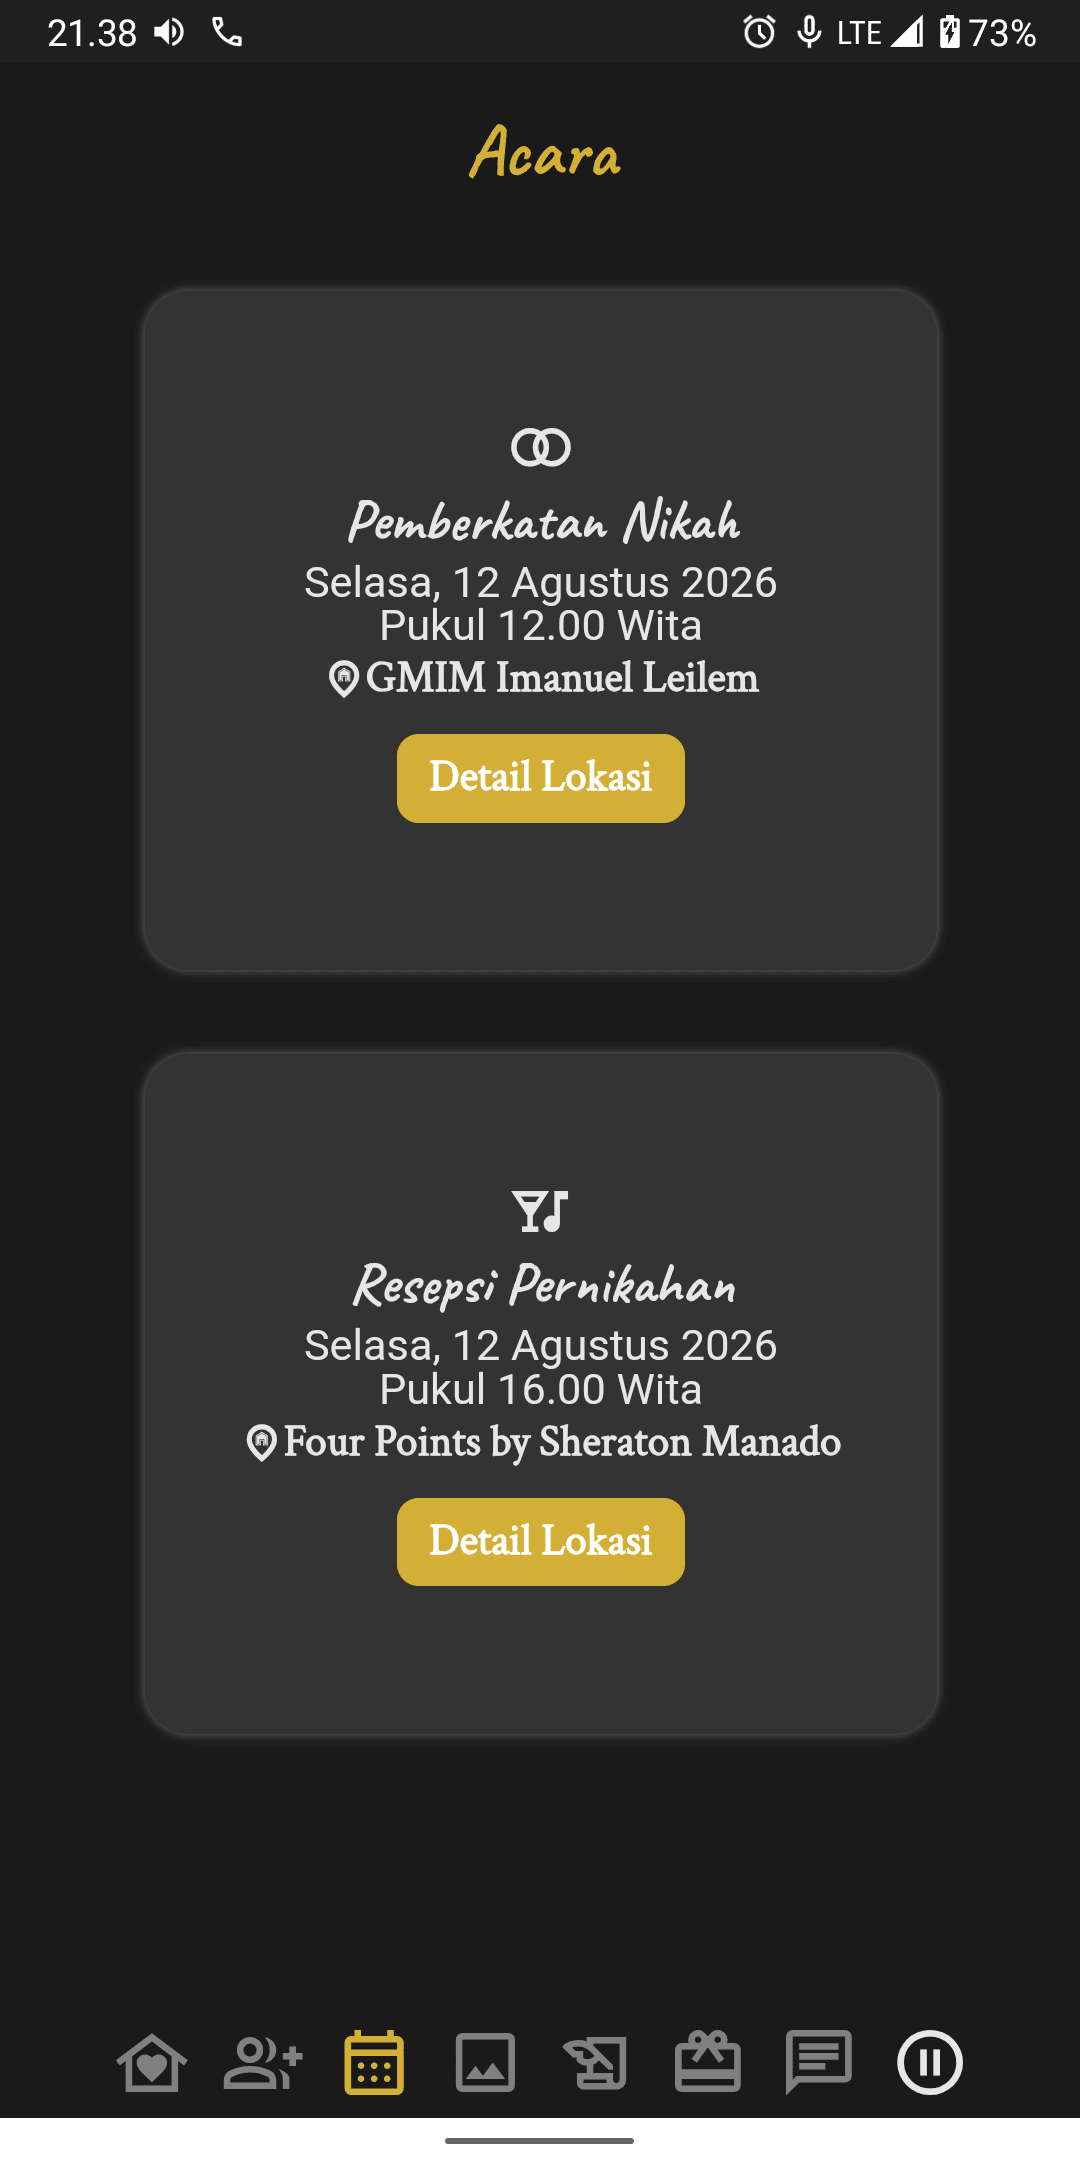 21.38 LTE 73%
Acara
Pemberkatan Nikah
Selasa, 12 Agustus 2026
Pukul 12.00 Wita
GMIM Imanuel Leilem
Detail Lokasi
Resepsi Pernikahan
Selasa, 12 Agustus 2026
Pukul 16.00 Wita
Four Points by Sheraton Manado
Detail Lokasi